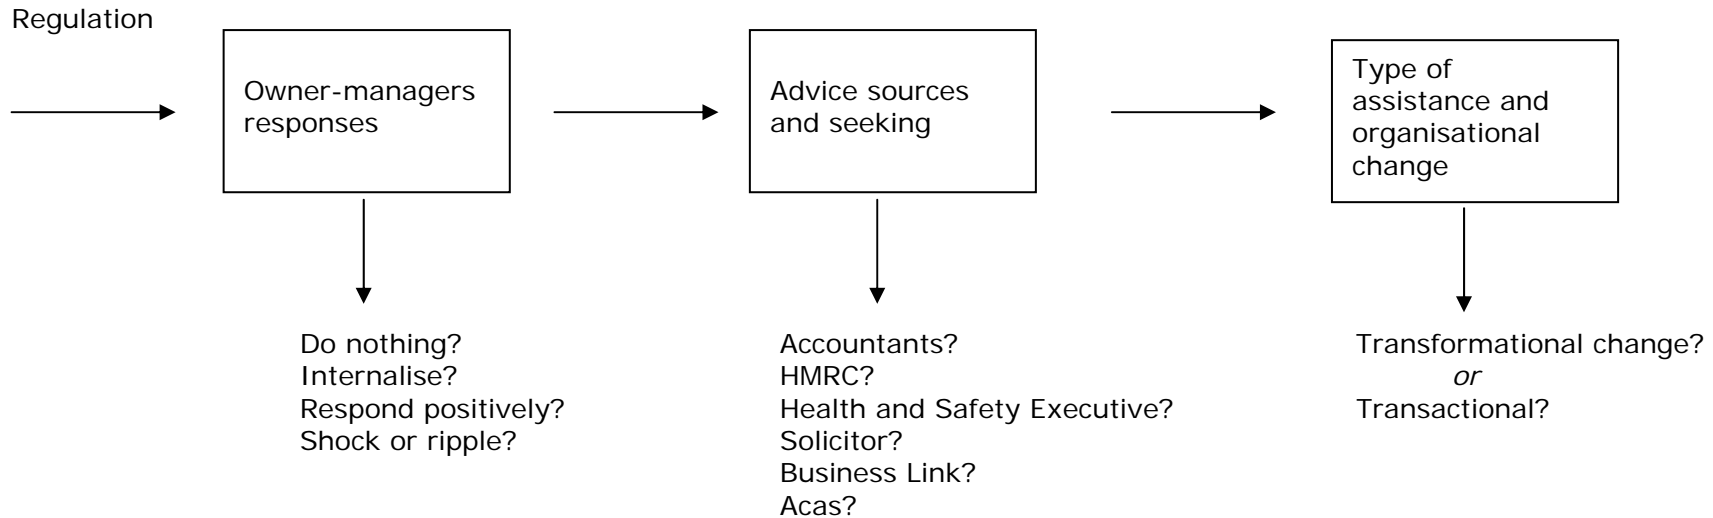 Regulation
Owner-managers
responses
Advice sources
and seeking
Type of
assistance and
organisational
change
Do nothing?
Internalise?
Respond positively?
Shock or ripple?
Accountants?
HMRC?
Health and Safety Executive?
Solicitor?
Business Link?
Acas?
Transformational change?
or
Transactional?